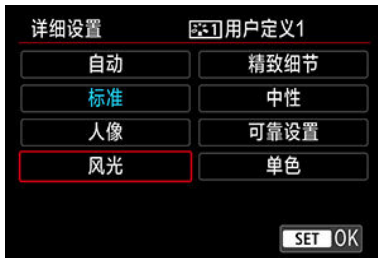 详细设置 1 用户定义1
自动 精致细节
标准 中性
人像 可靠设置
风光 单色
SET OK